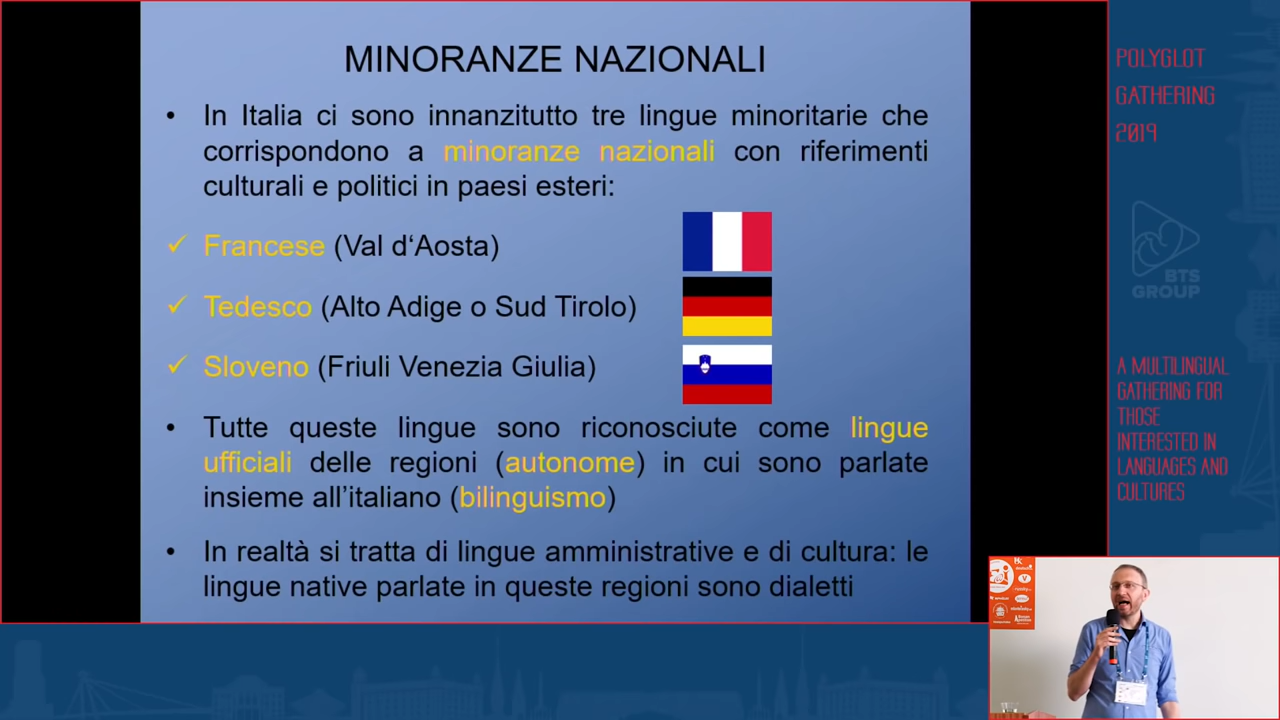 MINORANZE NAZIONALI
• In Italia ci sono innanzitutto tre lingue minoritarie che
corrispondono a minoranze nazionali con riferimenti
culturali e politici in paesi esteri:
✓ Francese (Val d‘Aosta)
✓ Tedesco (Alto Adige o Sud Tirolo)
✓ Sloveno (Friuli Venezia Giulia)
• Tutte queste lingue sono riconosciute come lingue
ufficiali delle regioni (autonome) in cui sono parlate
insieme all’italiano (bilinguismo)
• In realtà si tratta di lingue amministrative e di cultura: le
lingue native parlate in queste regioni sono dialetti
POLYGLOT
GATHERING
2019
BTS
GROUP
A MULTILINGUAL
GATHERING FOR
THOSE
INTERESTED IN
LANGUAGES AND
CULTURES